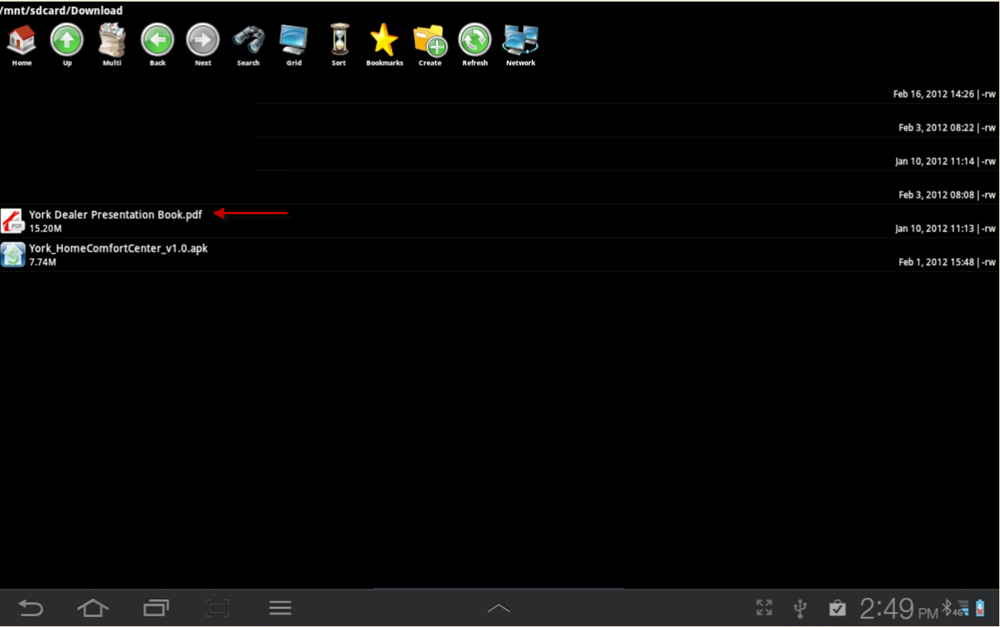 /mnt/sdcard/Download
Home Up Multi Back Next Search Grid Sort Bookmarks Create Refresh Network
Feb 16, 2012 14:26 | -rw
Feb 3, 2012 08:22 | -rw
Jan 10, 2012 11:14 | -rw
Feb 3, 2012 08:08 | -rw
York Dealer Presentation Book.pdf
PDF
15.20M
Jan 10, 2012 11:13 | -rw
York_HomeComfortCenter_v1.0.apk
7.74M
Feb 1, 2012 15:48 | -rw
2:49 PM 4G